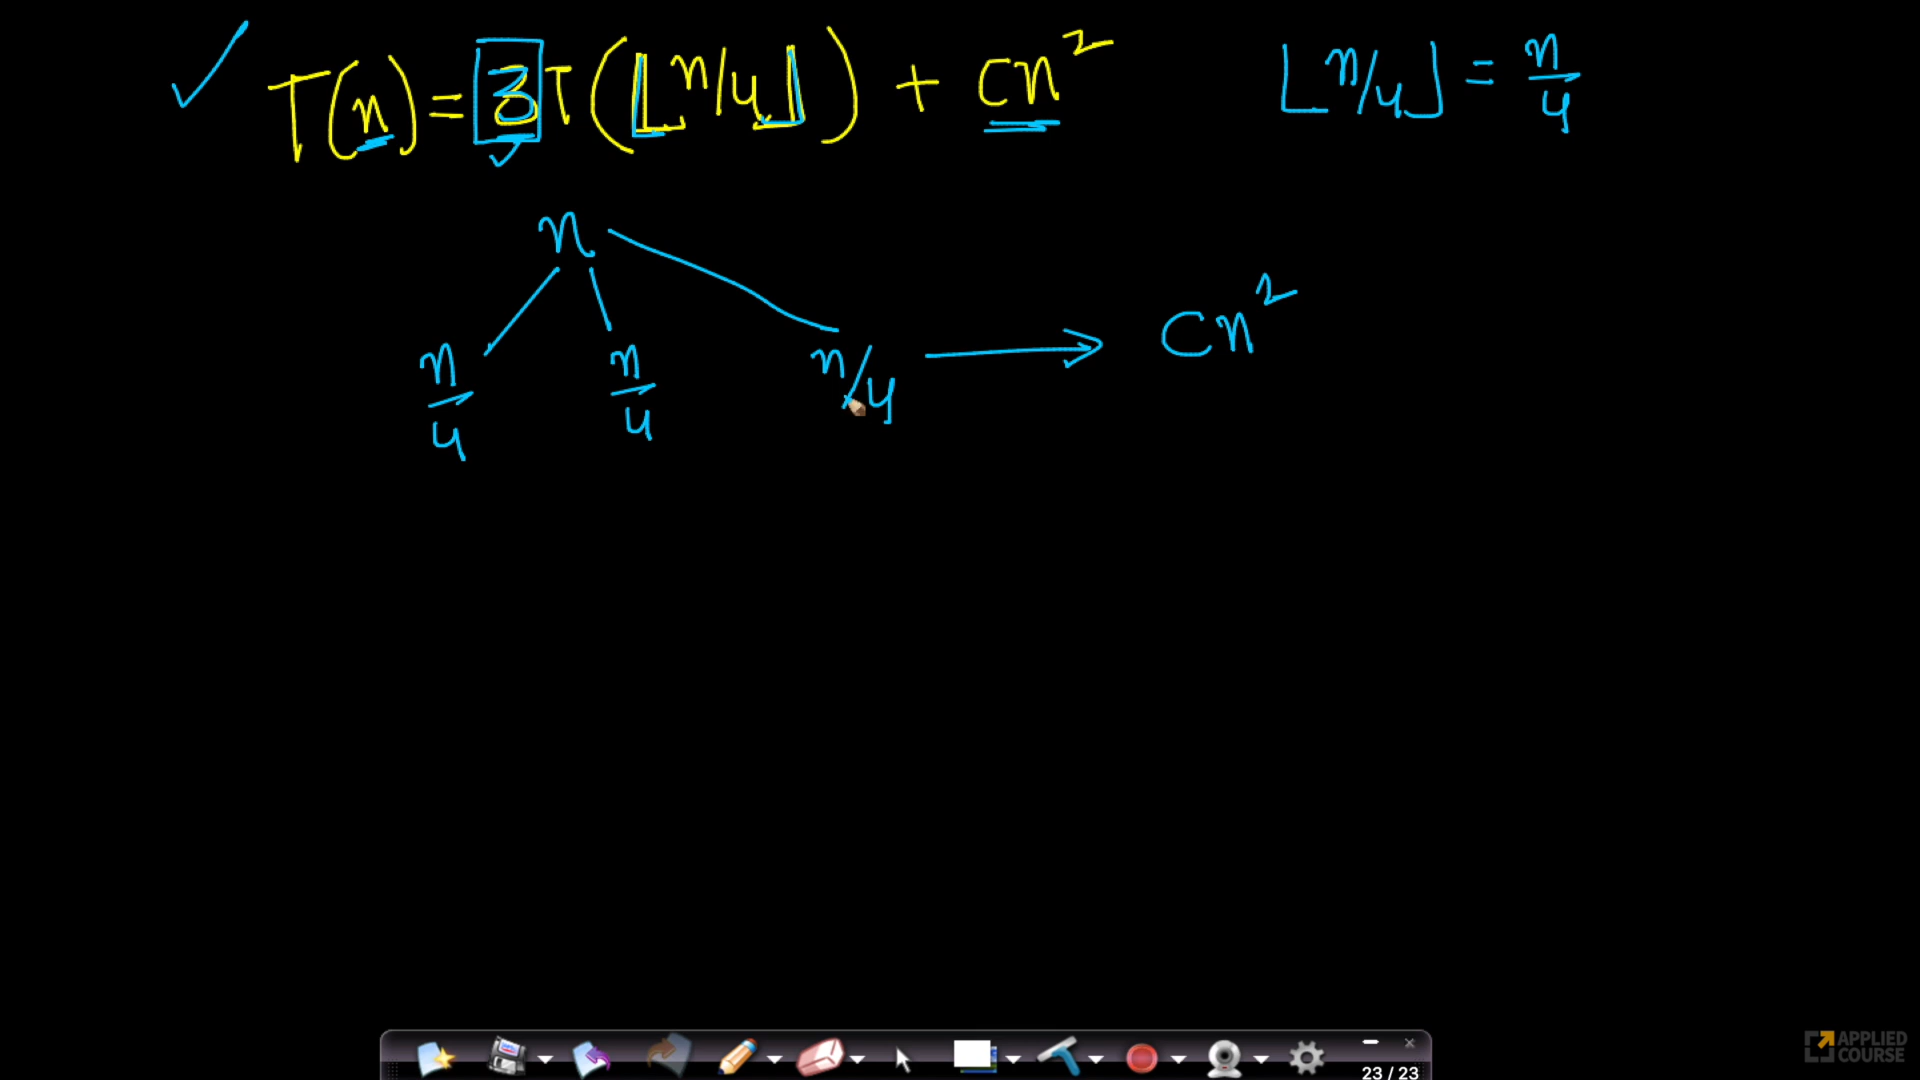 T(n) = 3T(⌊n/4⌋) + Cn² ⌊n/4⌋ = n/4
n
n/4 n/4 n/4 → Cn²
23 / 23
APPLIED
COURSE